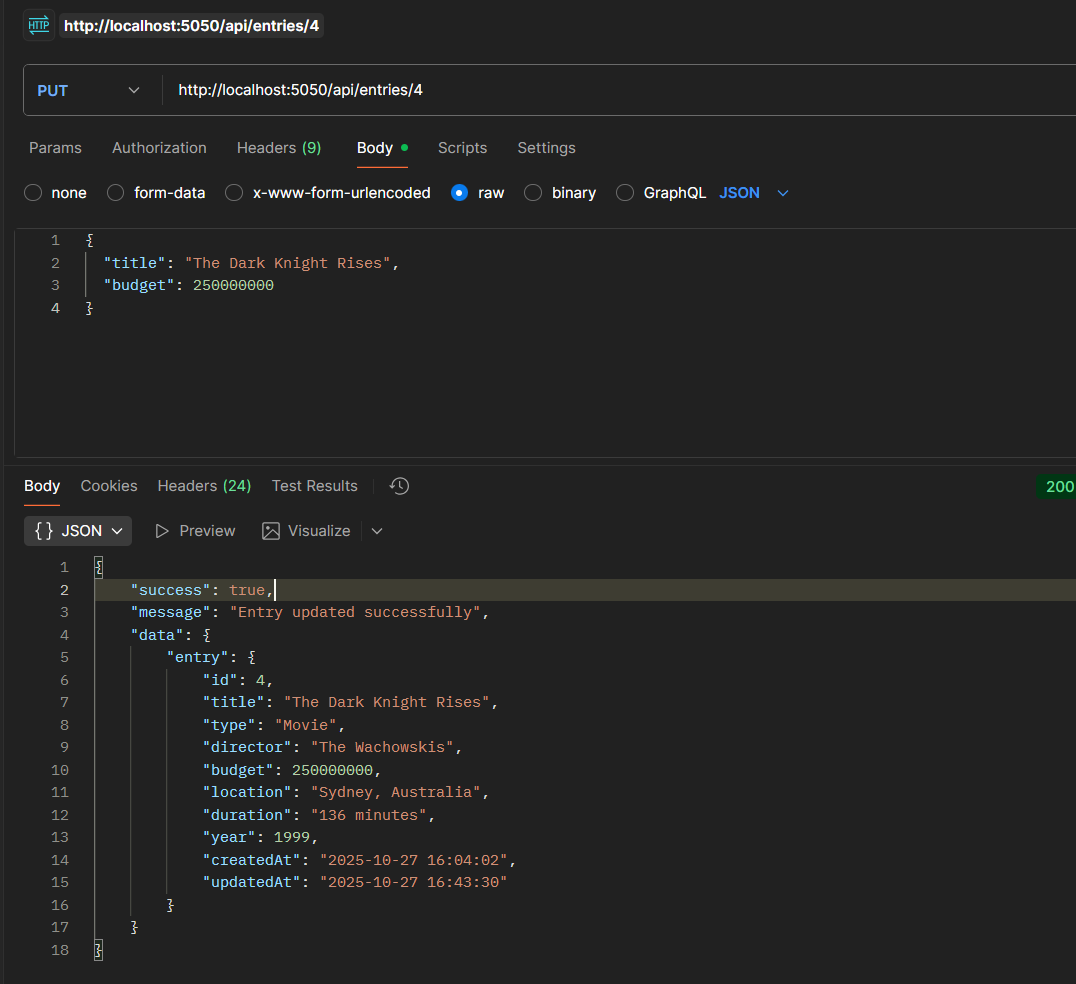 HTTP http://localhost:5050/api/entries/4
PUT http://localhost:5050/api/entries/4
Params Authorization Headers (9) Body Scripts Settings
none form-data x-www-form-urlencoded raw binary GraphQL JSON
1 {
2 "title": "The Dark Knight Rises",
3 "budget": 250000000
4 }
Body Cookies Headers (24) Test Results 200
{} JSON Preview Visualize
1 {
2 "success": true,
3 "message": "Entry updated successfully",
4 "data": {
5 "entry": {
6 "id": 4,
7 "title": "The Dark Knight Rises",
8 "type": "Movie",
9 "director": "The Wachowskis",
10 "budget": 250000000,
11 "location": "Sydney, Australia",
12 "duration": "136 minutes",
13 "year": 1999,
14 "createdAt": "2025-10-27 16:04:02",
15 "updatedAt": "2025-10-27 16:43:30"
16 }
17 }
18 }